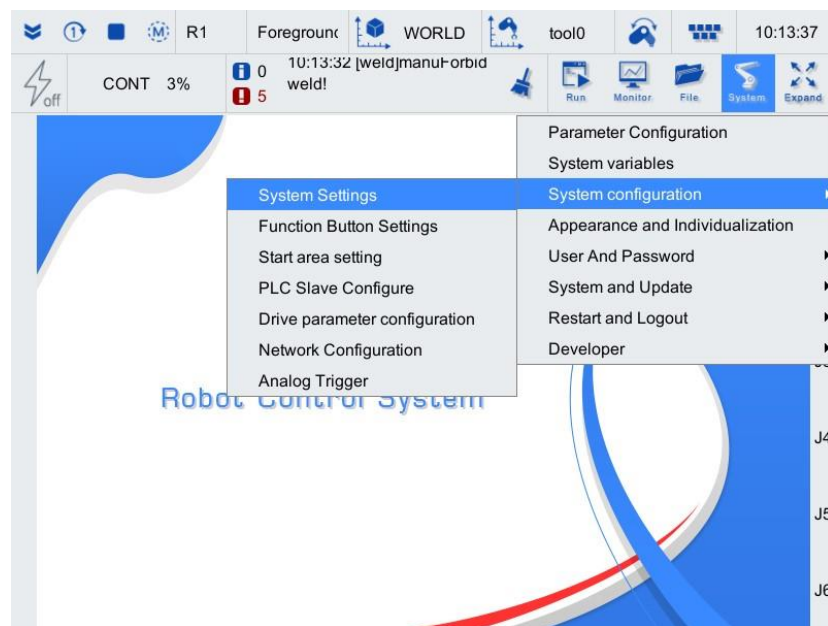 R1 Foreground WORLD tool0 10:13:37
off CONT 3% 0 10:13:32 [weld]manuForbid
5 weld!
Run Monitor File System Expand
Parameter Configuration
System variables
System configuration
Appearance and Individualization
User And Password
System and Update
Restart and Logout
Developer
System Settings
Function Button Settings
Start area setting
PLC Slave Configure
Drive parameter configuration
Network Configuration
Analog Trigger
Robot Control System
J4
J5
J6